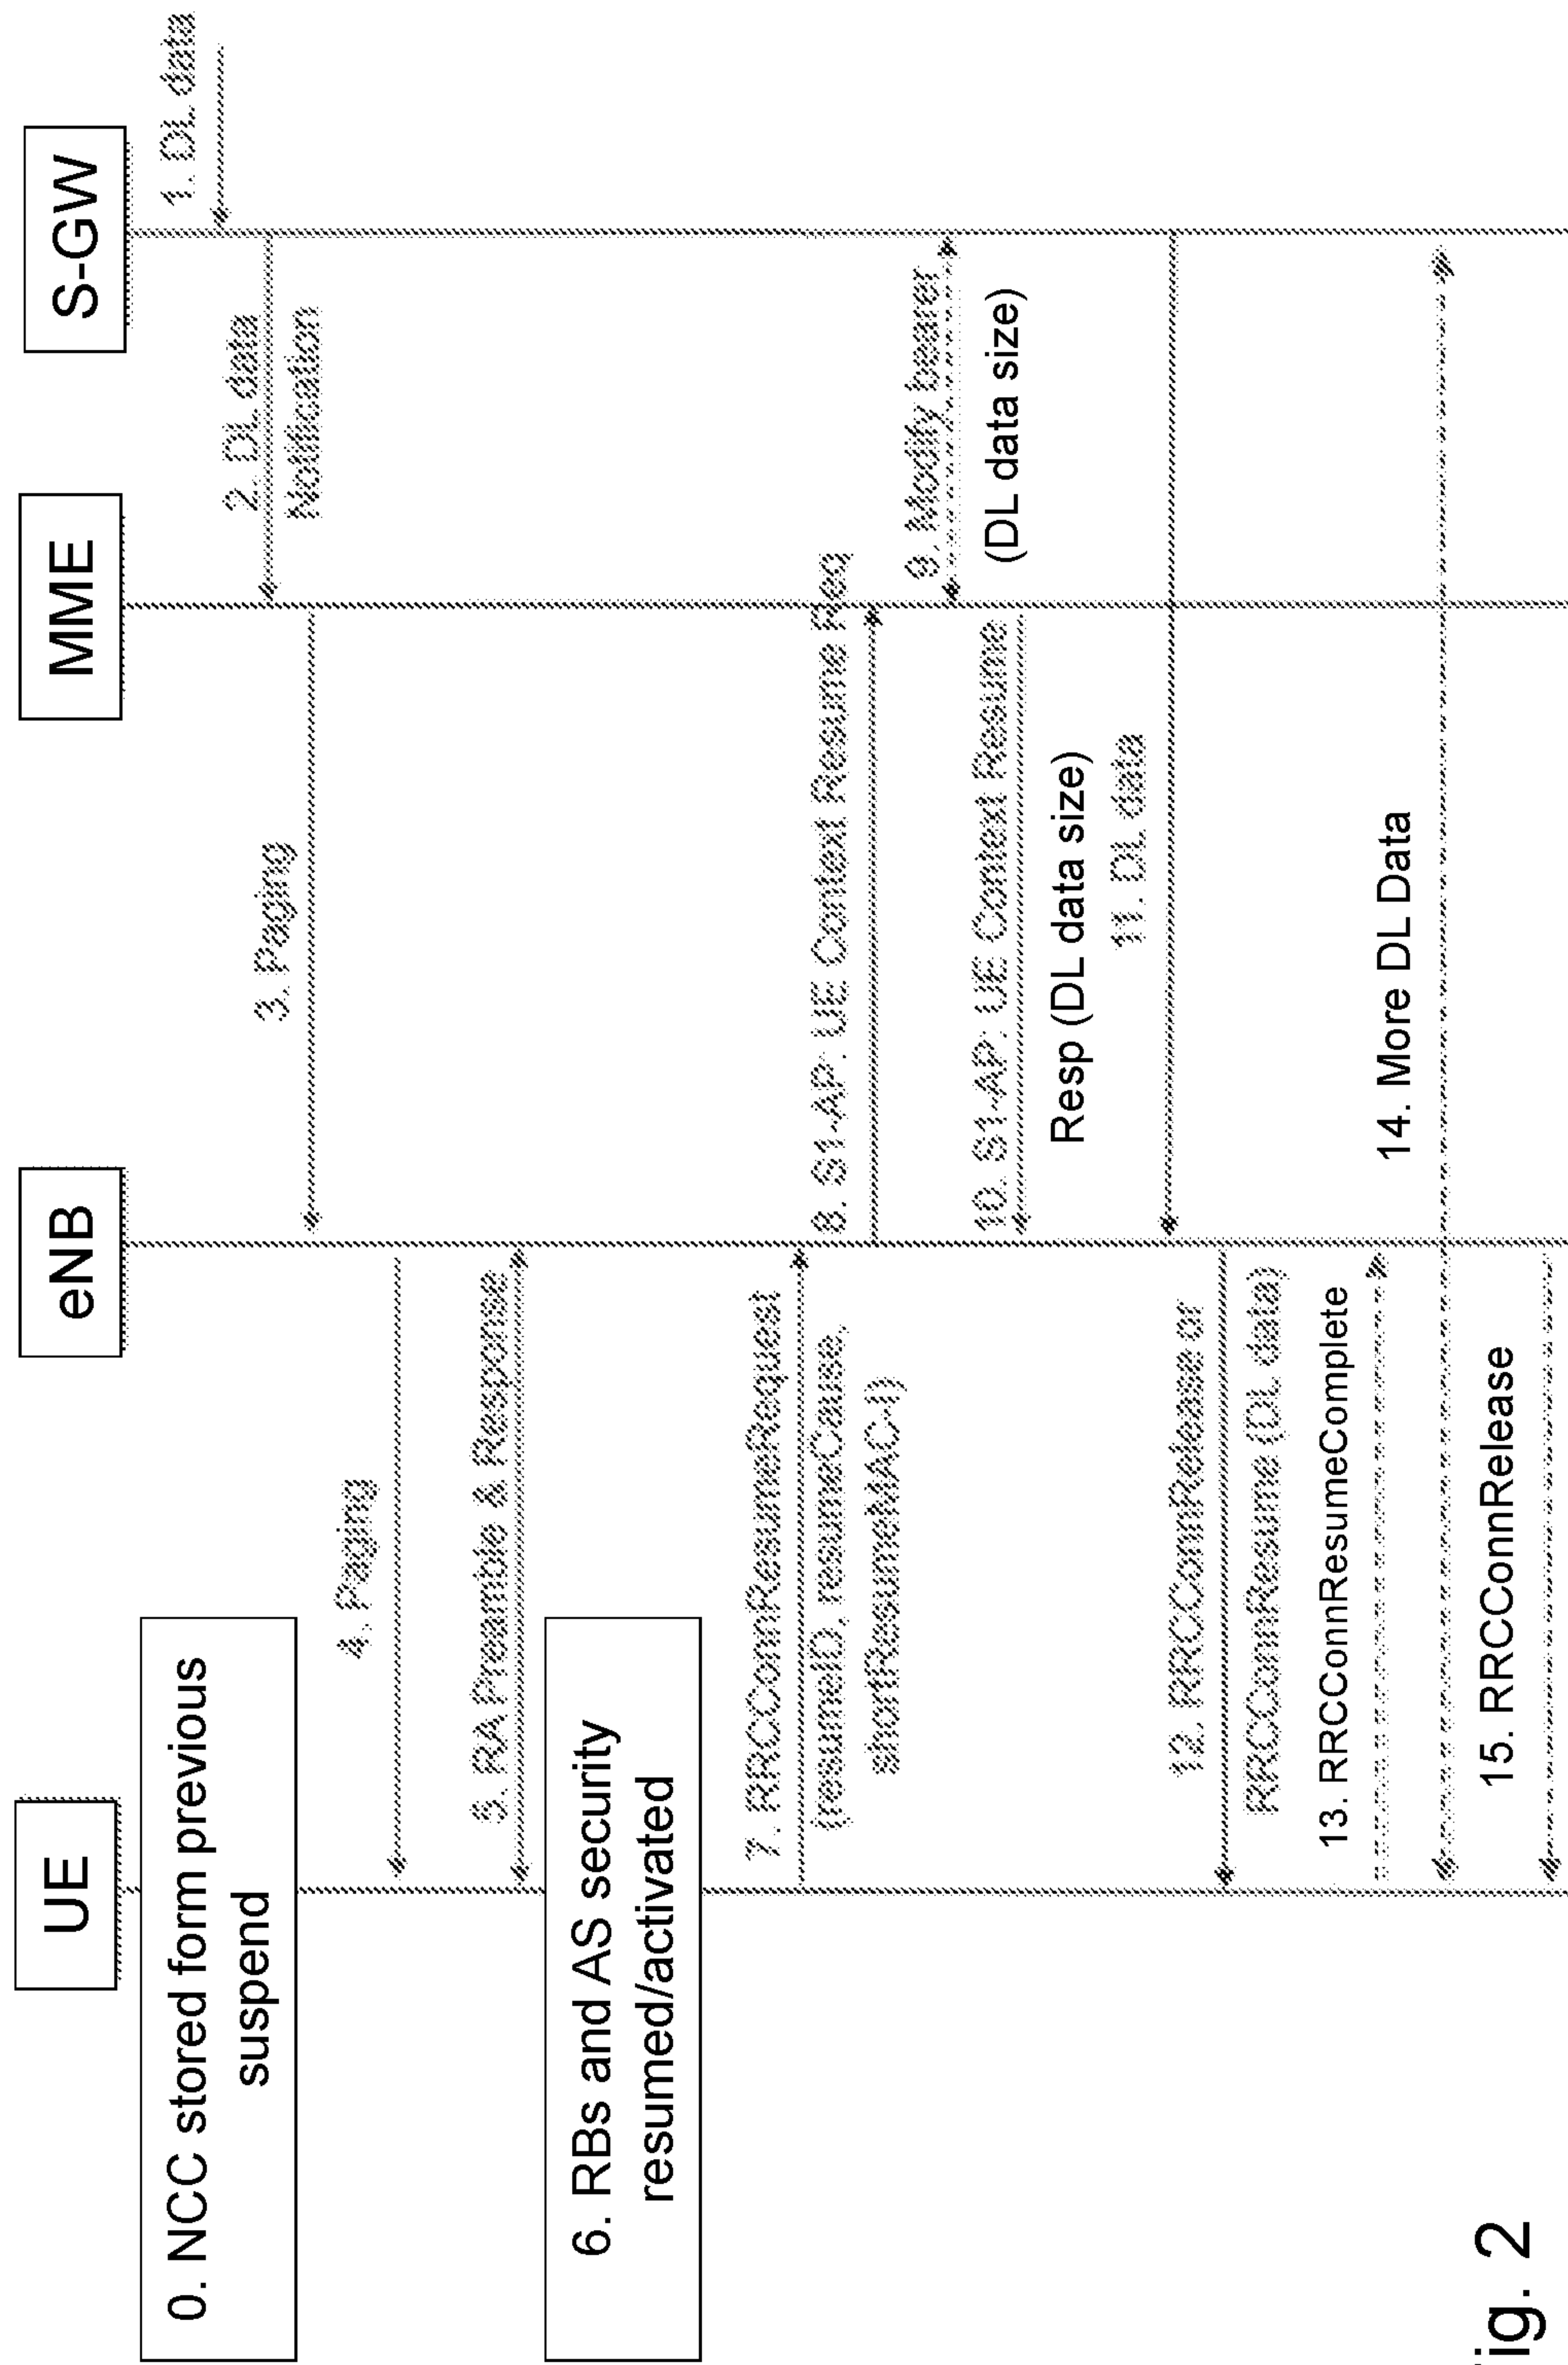 UE
eNB
MME
S-GW
1. DL data
0. NCC stored form previous
suspend
2. DL data
Notification
3. Paging
4. Paging
5. RA Preamble & Response
6. RBs and AS security
resumed/activated
7. RRCConnResumeRequest
(resumeID, resumeCause,
shortResumeMAC-I)
8. S1-AP: UE Context Resume Req
9. Modify bearer
(DL data size)
10. S1-AP: UE Context Resume
Resp (DL data size)
11. DL data
12. RRCConnRelease or
RRCConnResume (DL data)
13. RRCConnResumeComplete
14. More DL Data
15. RRCConnRelease
ig. 2